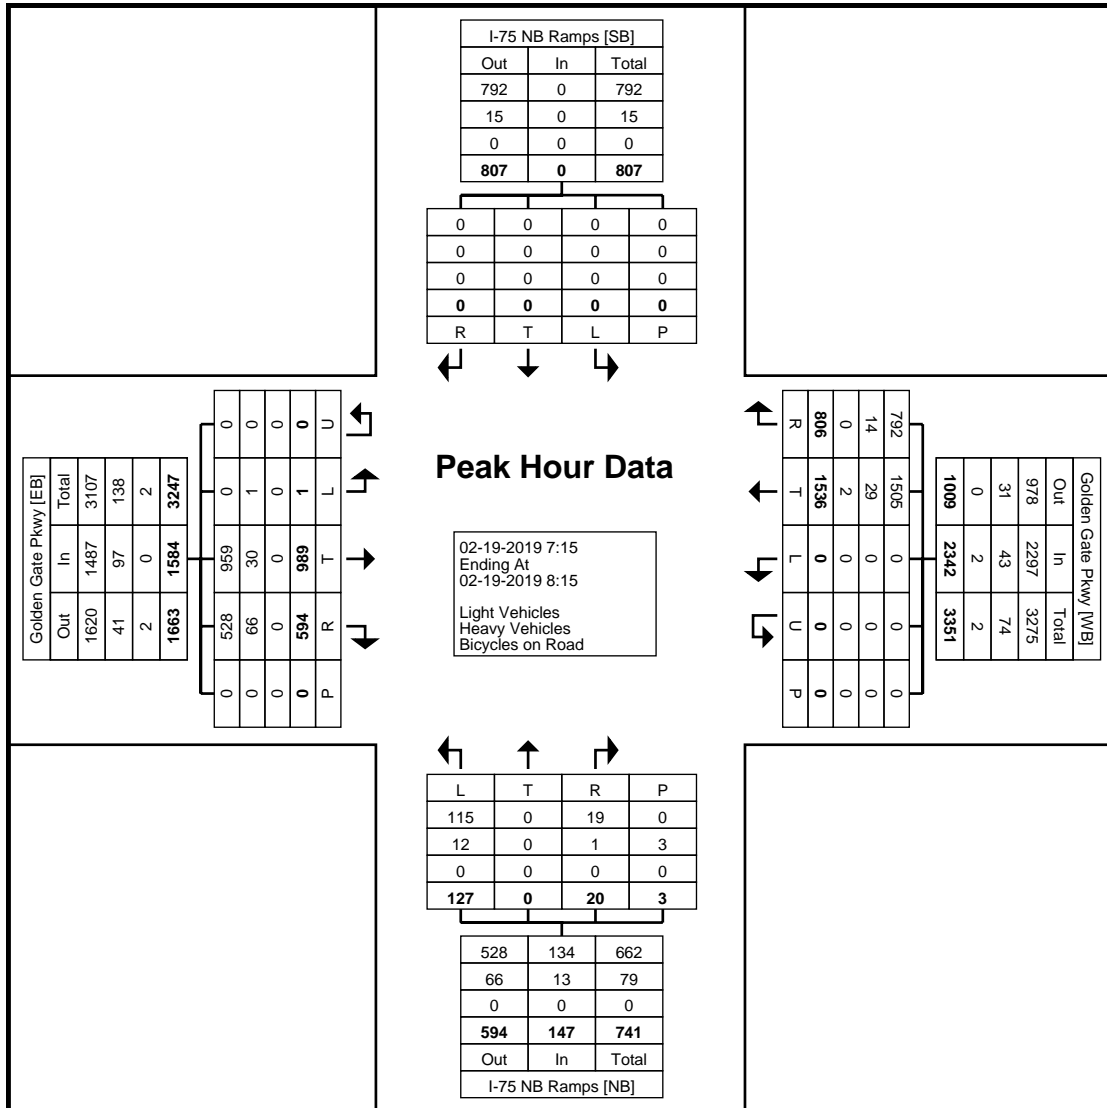 I-75 NB Ramps [SB]
Out In Total
792 0 792
15 0 15
0 0 0
807 0 807
0 0 0 0
0 0 0 0
0 0 0 0
0 0 0 0
R T L P
Golden Gate Pkwy [EB]
Total In Out
3107 1487 1620
138 97 41
2 0 2
3247 1584 1663
0 0 959 528 0
0 1 30 66 0
0 0 0 0 0
0 1 989 594 0
U L T R P
Peak Hour Data
02-19-2019 7:15
Ending At
02-19-2019 8:15
Light Vehicles
Heavy Vehicles
Bicycles on Road
R T L U P
806 1536 0 0 0
0 2 0 0 0
14 29 0 0 0
792 1505 0 0 0
Golden Gate Pkwy [WB]
Out In Total
978 2297 3275
31 43 74
0 2 2
1009 2342 3351
L T R P
115 0 19 0
12 0 1 3
0 0 0 0
127 0 20 3
528 134 662
66 13 79
0 0 0
594 147 741
Out In Total
I-75 NB Ramps [NB]